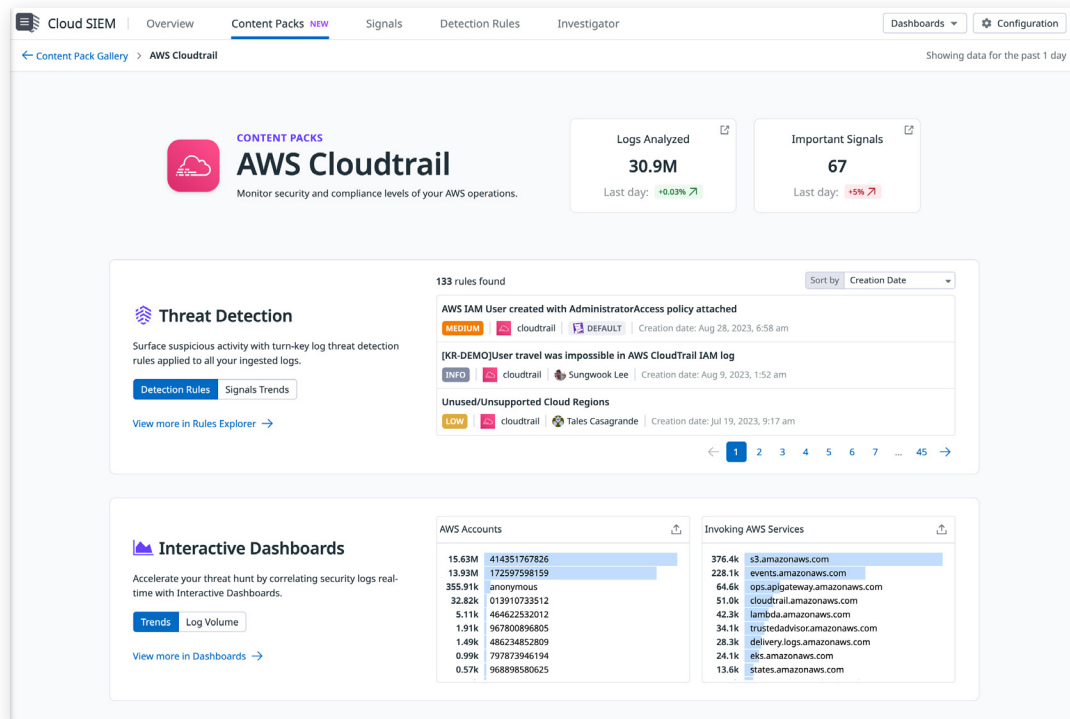 Cloud SIEM
Overview
Content Packs NEW
Signals
Detection Rules
Investigator
Dashboards
Configuration
Content Pack Gallery > AWS Cloudtrail
Showing data for the past 1 day
CONTENT PACKS
AWS Cloudtrail
Monitor security and compliance levels of your AWS operations.
Logs Analyzed
30.9M
Last day: +0.03%
Important Signals
67
Last day: +5%
Threat Detection
Surface suspicious activity with turn-key log threat detection
rules applied to all your ingested logs.
Detection Rules Signals Trends
View more in Rules Explorer
133 rules found
Sort by Creation Date
AWS IAM User created with AdministratorAccess policy attached
MEDIUM cloudtrail DEFAULT Creation date: Aug 28, 2023, 6:58 am
[KR-DEMO]User travel was impossible in AWS CloudTrail IAM log
INFO cloudtrail Sungwook Lee Creation date: Aug 9, 2023, 1:52 am
Unused/Unsupported Cloud Regions
LOW cloudtrail Tales Casagrande Creation date: Jul 19, 2023, 9:17 am
1 2 3 4 5 6 7 ... 45
Interactive Dashboards
Accelerate your threat hunt by correlating security logs real-
time with Interactive Dashboards.
Trends Log Volume
View more in Dashboards
AWS Accounts
15.63M 414351767826
13.93M 172597598159
355.91k anonymous
32.82k 013910733512
5.11k 464622532012
1.91k 967800896805
1.49k 486234852809
0.99k 797873946194
0.57k 968898580625
Invoking AWS Services
376.4k s3.amazonaws.com
228.1k events.amazonaws.com
64.6k ops.apigateway.amazonaws.com
51.0k cloudtrail.amazonaws.com
42.3k lambda.amazonaws.com
34.1k trustedadvisor.amazonaws.com
28.3k delivery.logs.amazonaws.com
24.1k eks.amazonaws.com
13.6k states.amazonaws.com